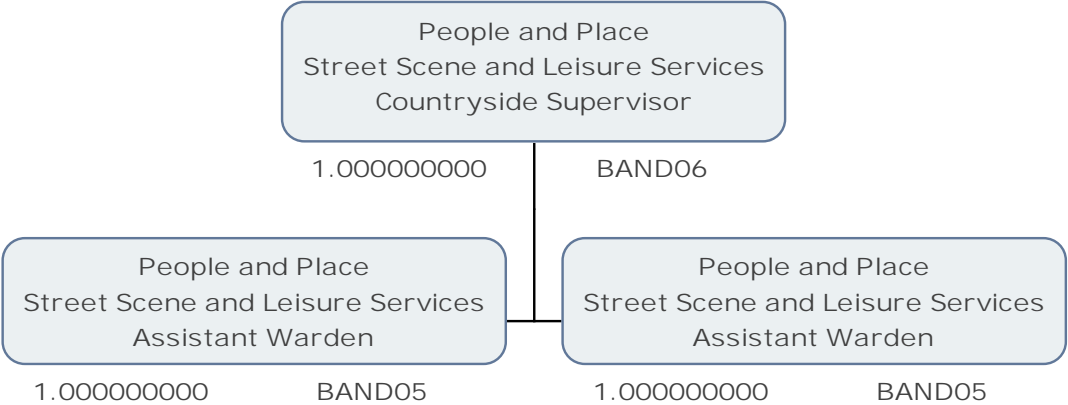 People and Place
Street Scene and Leisure Services
Countryside Supervisor
1.000000000 BAND06
People and Place
Street Scene and Leisure Services
Assistant Warden
1.000000000 BAND05
People and Place
Street Scene and Leisure Services
Assistant Warden
1.000000000 BAND05